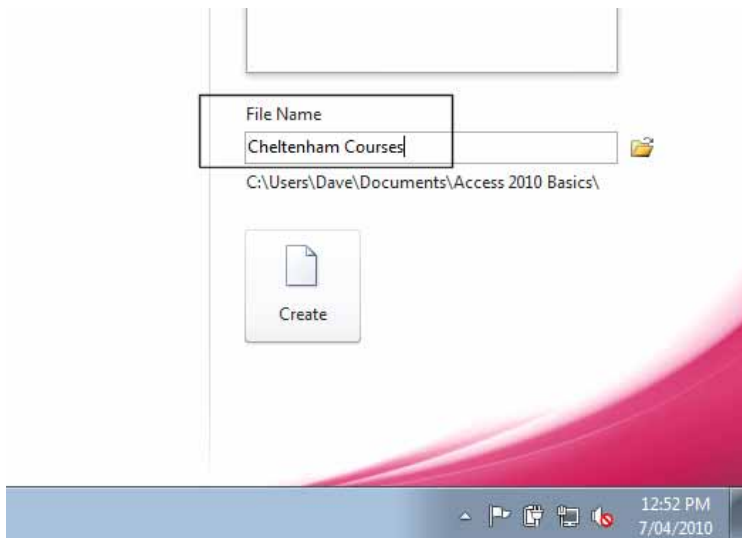 File Name
Cheltenham Courses
C:\Users\Dave\Documents\Access 2010 Basics\
Create
12:52 PM
7/04/2010